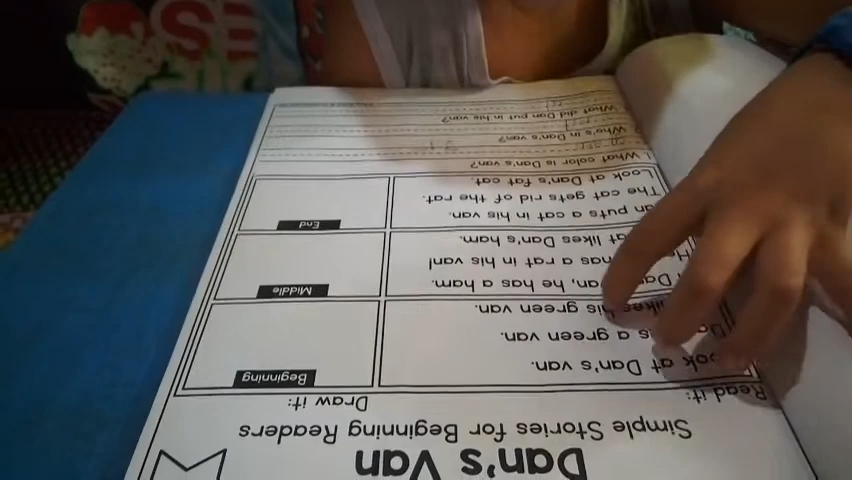 Dan's Van
Simple Stories for Beginning Readers
Read it:
Draw it:
at Dan's van.
a green van.
likes his green van.
Beginning
van, he has a ham.
has a rat in his van!
likes Dan's ham.
Middle
puts a cat in his van.
The cat gets rid of the rat.
Look at Dan's fat cat.
End
1. What color is Dan's van?
Who's in Dan's van?
What did Dan put in his van?